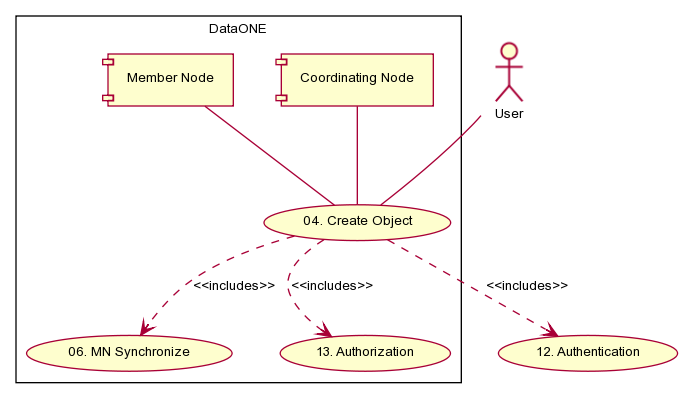 DataONE
Member Node
Coordinating Node
User
04. Create Object
<<includes>>
<<includes>>
<<includes>>
06. MN Synchronize
13. Authorization
12. Authentication